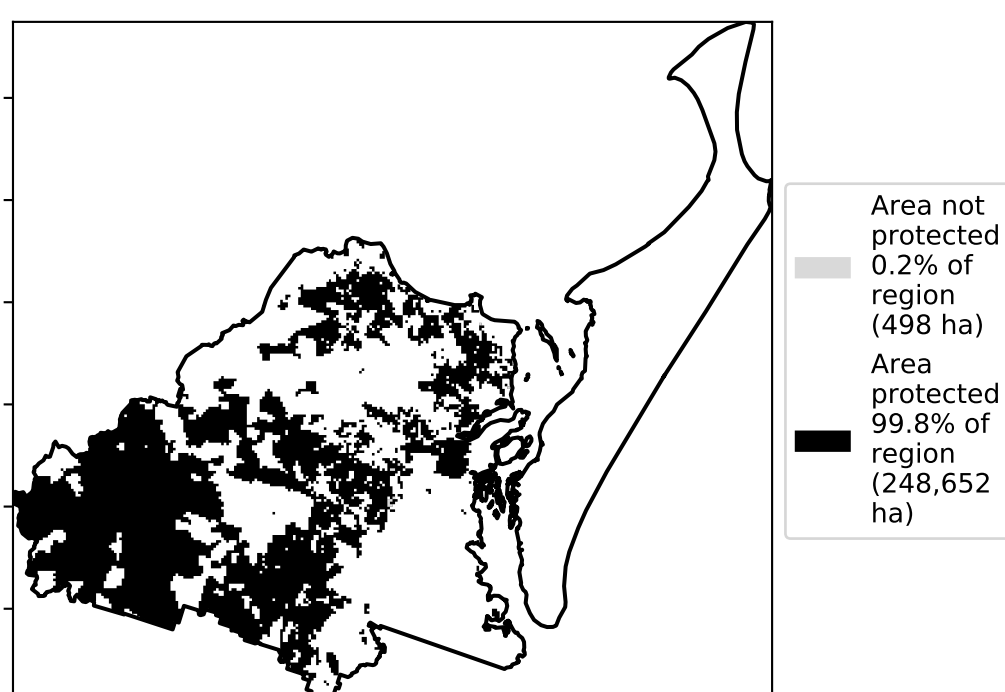 Area not
protected
0.2% of
region
(498 ha)
Area
protected
99.8% of
region
(248,652
ha)